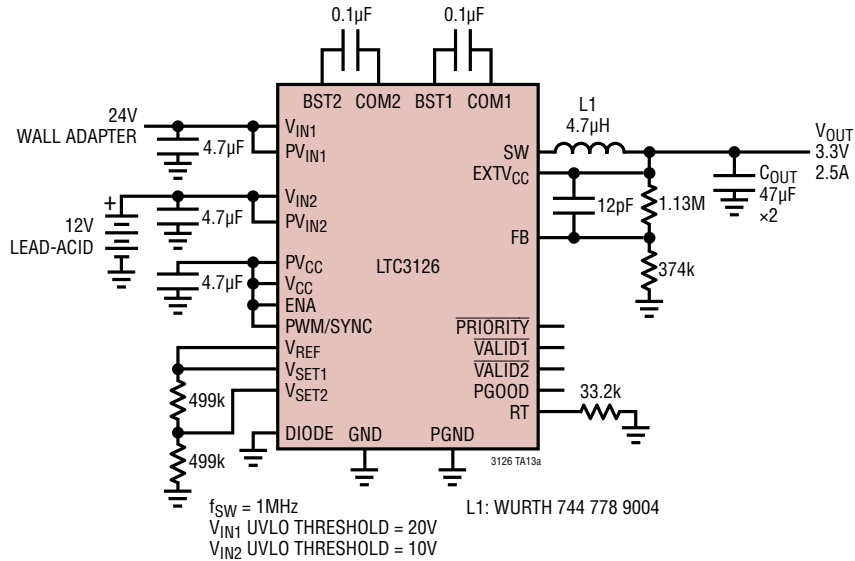 0.1µF
0.1µF
BST2
COM2
BST1
COM1
24V
WALL ADAPTER
4.7µF
VIN1
PVIN1
12V
LEAD-ACID
+
4.7µF
VIN2
PVIN2
4.7µF
PVCC
VCC
ENA
PWM/SYNC
VREF
VSET1
VSET2
499k
499k
DIODE
GND
PGND
LTC3126
SW
EXTVCC
FB
PRIORITY
VALID1
VALID2
PGOOD
RT
L1
4.7µH
12pF
1.13M
374k
COUT
47µF
×2
VOUT
3.3V
2.5A
33.2k
3126 TA13a
fSW = 1MHz
VIN1 UVLO THRESHOLD = 20V
VIN2 UVLO THRESHOLD = 10V
L1: WURTH 744 778 9004